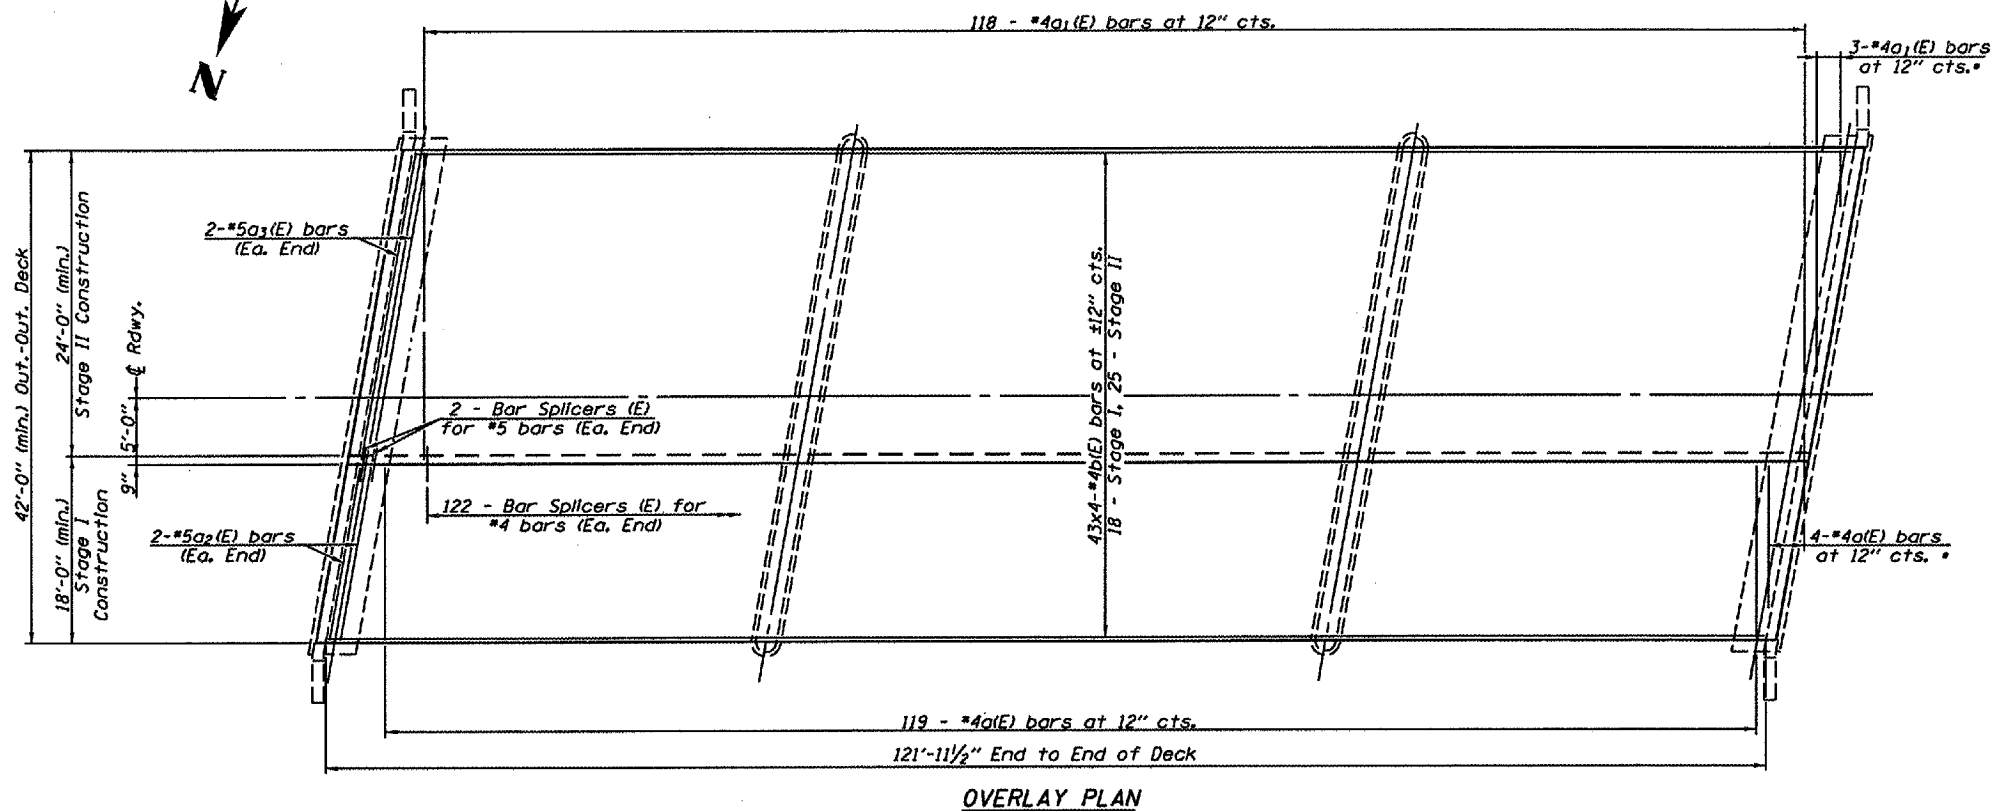 118 - #4a1(E) bars at 12" cts.
3-#4a1(E) bars
at 12" cts.*
N
2-#5a3(E) bars
(Ea. End)
42'-0" (min.) Out.-Out. Deck
24'-0" (min.)
Stage II Construction
℄ Rdwy.
5'-0"
9"
2 - Bar Splicers (E)
for #5 bars (Ea. End)
43x4-#4b(E) bars at ±12" cts.
18 - Stage I, 25 - Stage II
18'-0" (min.)
Stage I
Construction
122 - Bar Splicers (E) for
#4 bars (Ea. End)
2-#5a2(E) bars
(Ea. End)
4-#4a(E) bars
at 12" cts. *
119 - #4a(E) bars at 12" cts.
121'-11½" End to End of Deck
OVERLAY PLAN